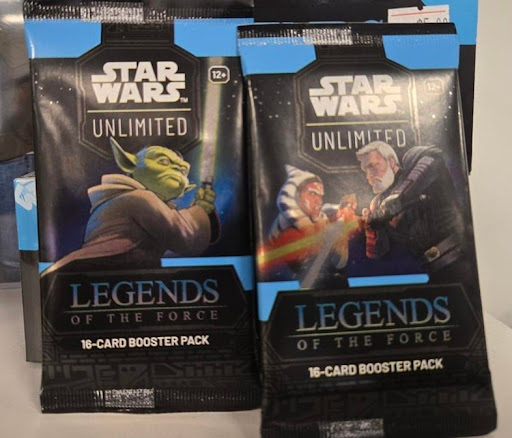 STAR
WARS™
UNLIMITED
12+
LEGENDS
OF THE FORCE
16-CARD BOOSTER PACK
STAR
WARS
UNLIMITED
12+
LEGENDS
OF THE FORCE
16-CARD BOOSTER PACK